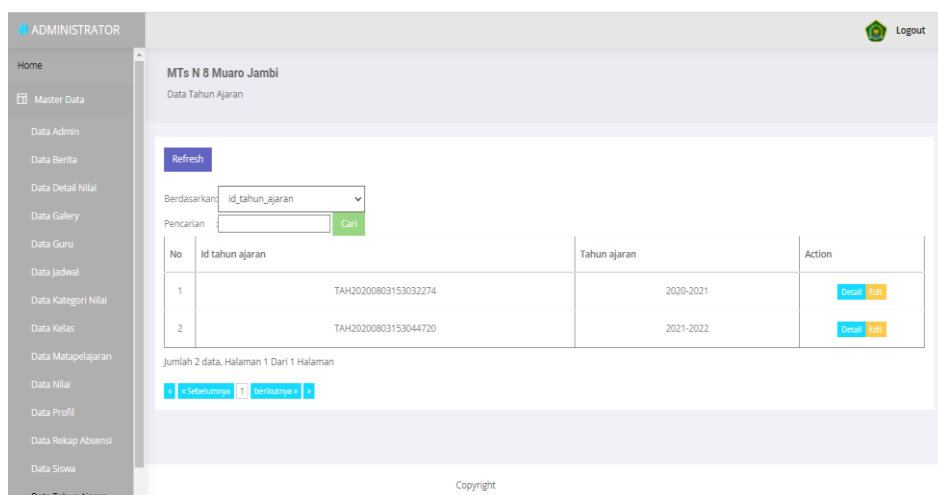 ADMINISTRATOR
Logout
Home
Master Data
Data Admin
Data Berita
Data Detail Nilai
Data Galery
Data Guru
Data Jadwal
Data Kategori Nilai
Data Kelas
Data Matapelajaran
Data Nilai
Data Profil
Data Rekap Absensi
Data Siswa
Data Tahun Ajaran
MTs N 8 Muaro Jambi
Data Tahun Ajaran
Refresh
Berdasarkan: id_tahun_ajaran
Pencarian : Cari
No Id tahun ajaran Tahun ajaran Action
1 TAH20200803153032274 2020-2021 Detail Edit
2 TAH20200803153044720 2021-2022 Detail Edit
Jumlah 2 data, Halaman 1 Dari 1 Halaman
« « Sebelumnya 1 berikutnya » »
Copyright